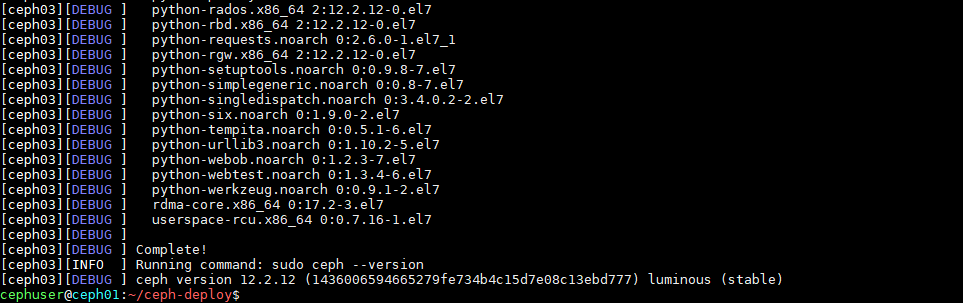 [ceph03][DEBUG ]   python-rados.x86_64 2:12.2.12-0.el7
[ceph03][DEBUG ]   python-rbd.x86_64 2:12.2.12-0.el7
[ceph03][DEBUG ]   python-requests.noarch 0:2.6.0-1.el7_1
[ceph03][DEBUG ]   python-rgw.x86_64 2:12.2.12-0.el7
[ceph03][DEBUG ]   python-setuptools.noarch 0:0.9.8-7.el7
[ceph03][DEBUG ]   python-simplegeneric.noarch 0:0.8-7.el7
[ceph03][DEBUG ]   python-singledispatch.noarch 0:3.4.0.2-2.el7
[ceph03][DEBUG ]   python-six.noarch 0:1.9.0-2.el7
[ceph03][DEBUG ]   python-tempita.noarch 0:0.5.1-6.el7
[ceph03][DEBUG ]   python-urllib3.noarch 0:1.10.2-5.el7
[ceph03][DEBUG ]   python-webob.noarch 0:1.2.3-7.el7
[ceph03][DEBUG ]   python-webtest.noarch 0:1.3.4-6.el7
[ceph03][DEBUG ]   python-werkzeug.noarch 0:0.9.1-2.el7
[ceph03][DEBUG ]   rdma-core.x86_64 0:17.2-3.el7
[ceph03][DEBUG ]   userspace-rcu.x86_64 0:0.7.16-1.el7
[ceph03][DEBUG ]
[ceph03][DEBUG ] Complete!
[ceph03][INFO  ] Running command: sudo ceph --version
[ceph03][DEBUG ] ceph version 12.2.12 (1436006594665279fe734b4c15d7e08c13ebd777) luminous (stable)
cephuser@ceph01:~/ceph-deploy$